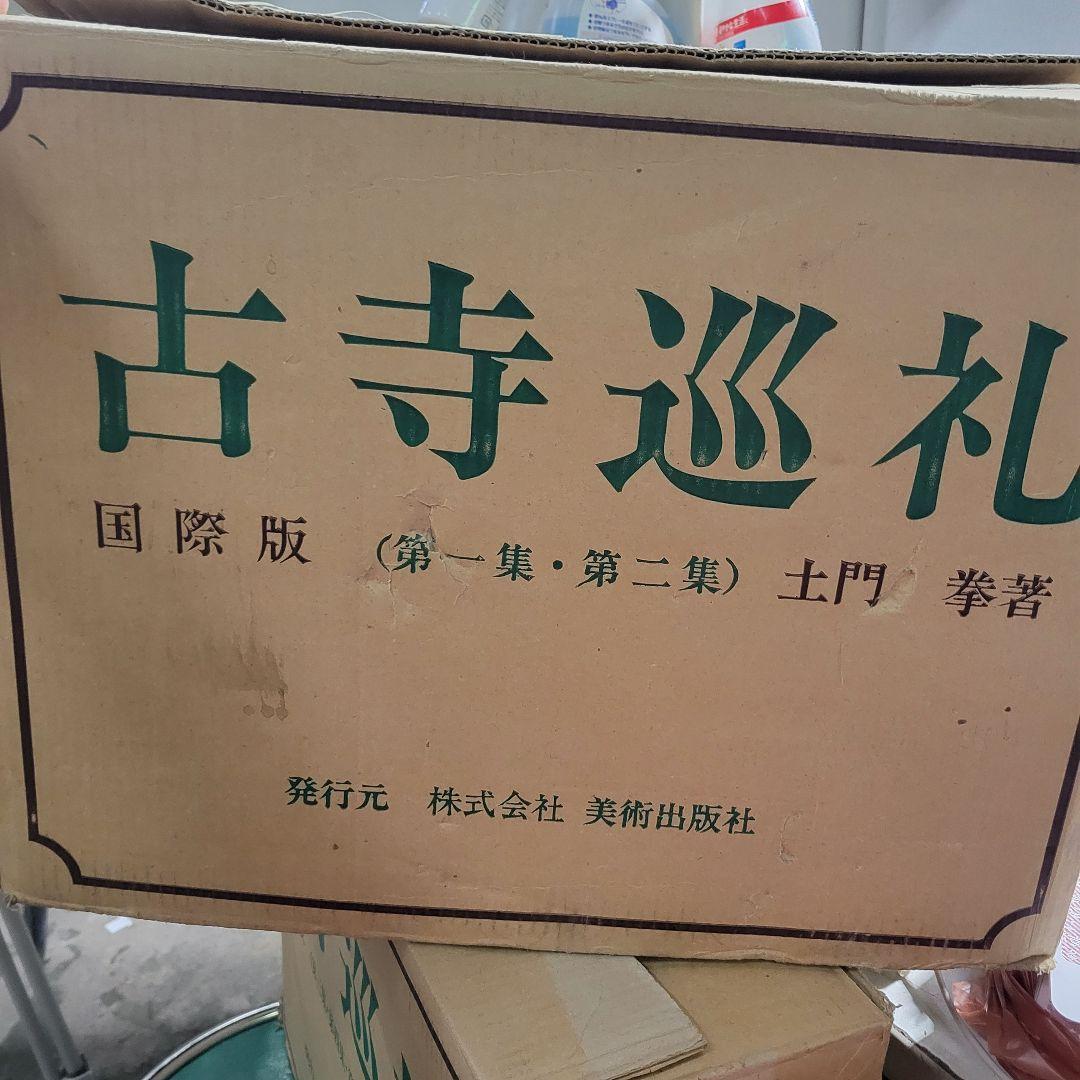 古寺巡礼
国際版 (第一集・第二集) 土門 拳著
発行元 株式会社 美術出版社
巡